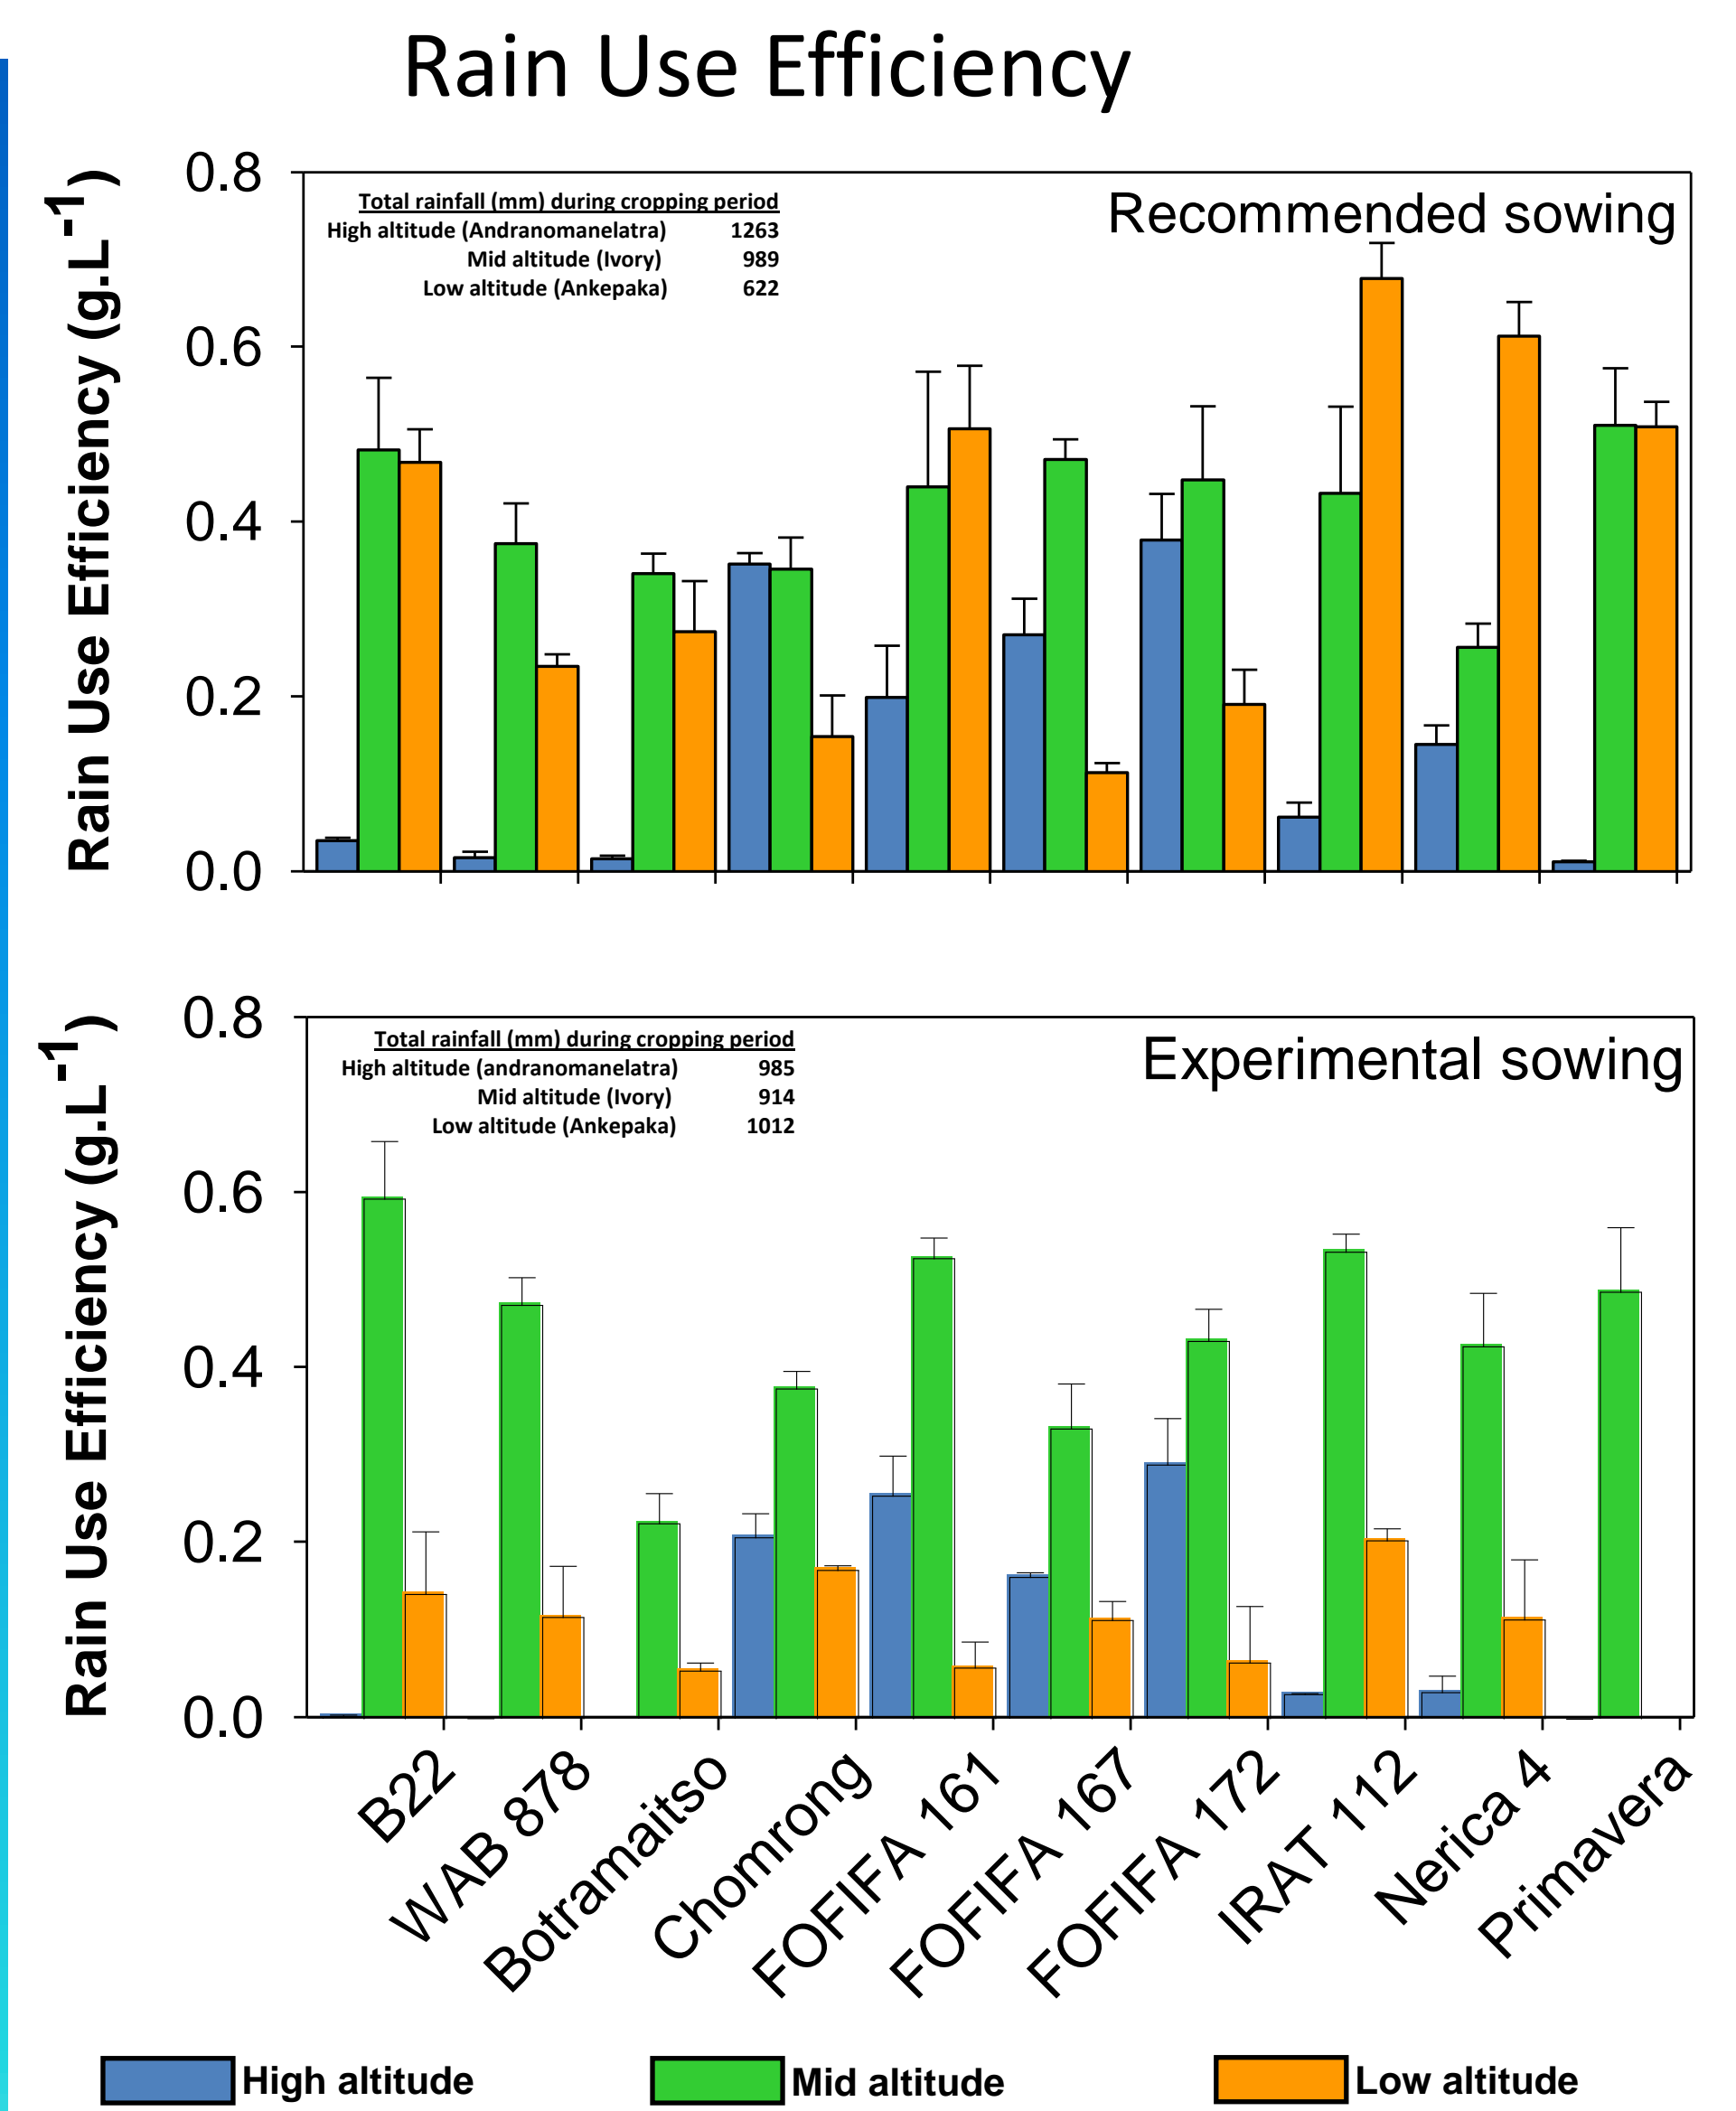 Rain Use Efficiency
Rain Use Efficiency (g.L-1)
0.8
0.6
0.4
0.2
0.0
Recommended sowing
Total rainfall (mm) during cropping period
High altitude (Andranomanelatra) 1263
Mid altitude (Ivory) 989
Low altitude (Ankepaka) 622
Rain Use Efficiency (g.L-1)
0.8
0.6
0.4
0.2
0.0
Experimental sowing
Total rainfall (mm) during cropping period
High altitude (andranomanelatra) 985
Mid altitude (Ivory) 914
Low altitude (Ankepaka) 1012
B22
WAB 878
Botramaitso
Chomrong
FOFIFA 161
FOFIFA 167
FOFIFA 172
IRAT 112
Nerica 4
Primavera
High altitude
Mid altitude
Low altitude